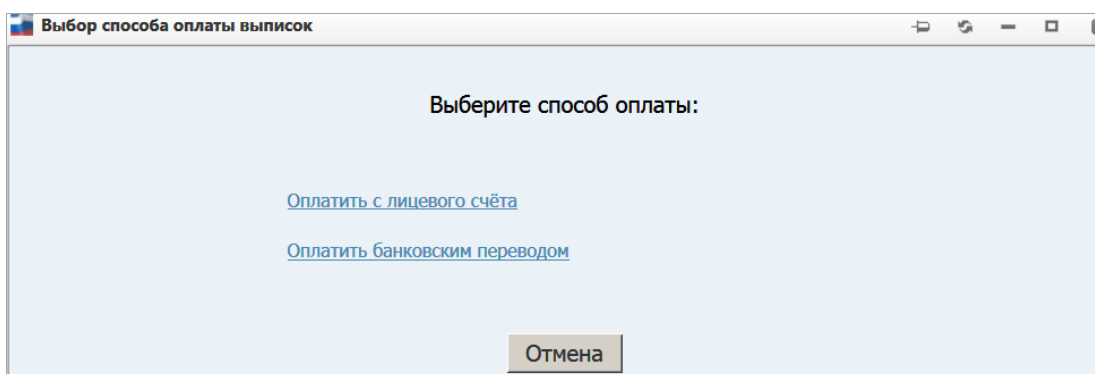 Выбор способа оплаты выписок
Выберите способ оплаты:
Оплатить с лицевого счёта
Оплатить банковским переводом
Отмена